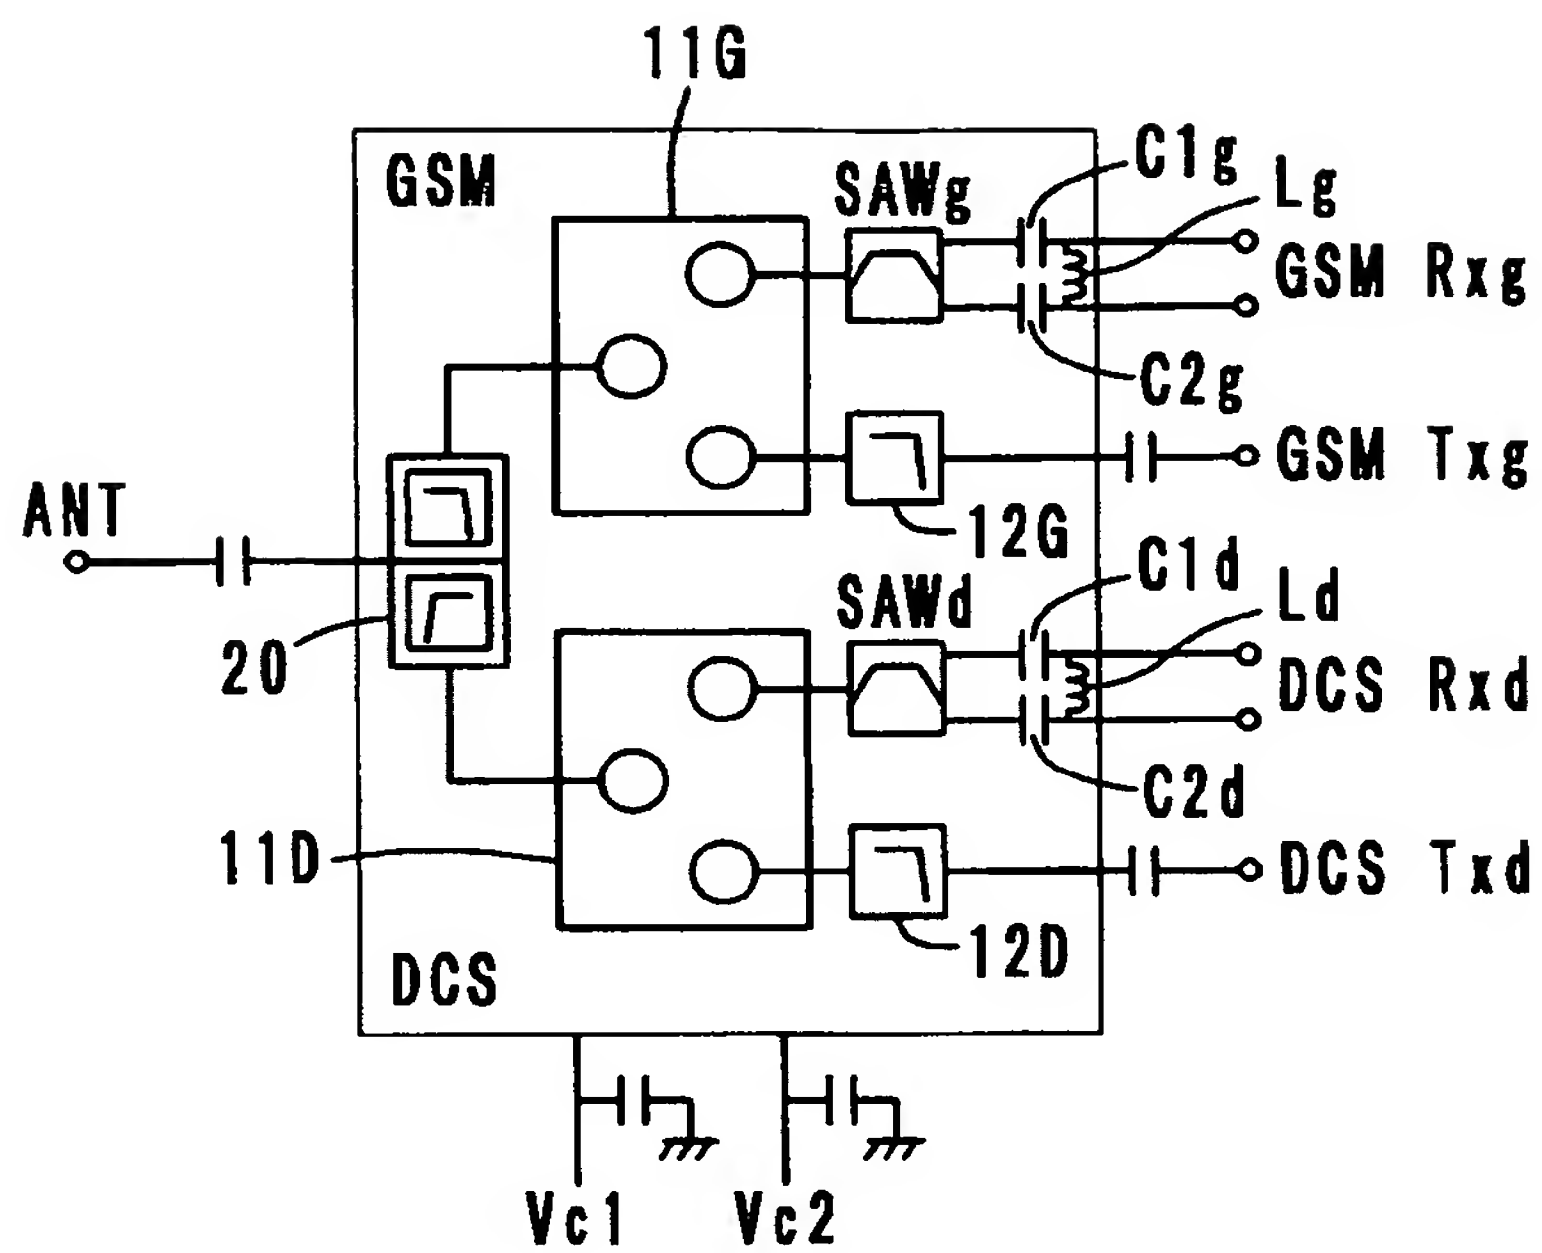 11G
GSM
SAWg
C1g
Lg
GSM Rxg
C2g
GSM Txg
12G
ANT
20
SAWd
C1d
Ld
DCS Rxd
C2d
11D
DCS Txd
12D
DCS
Vc1
Vc2